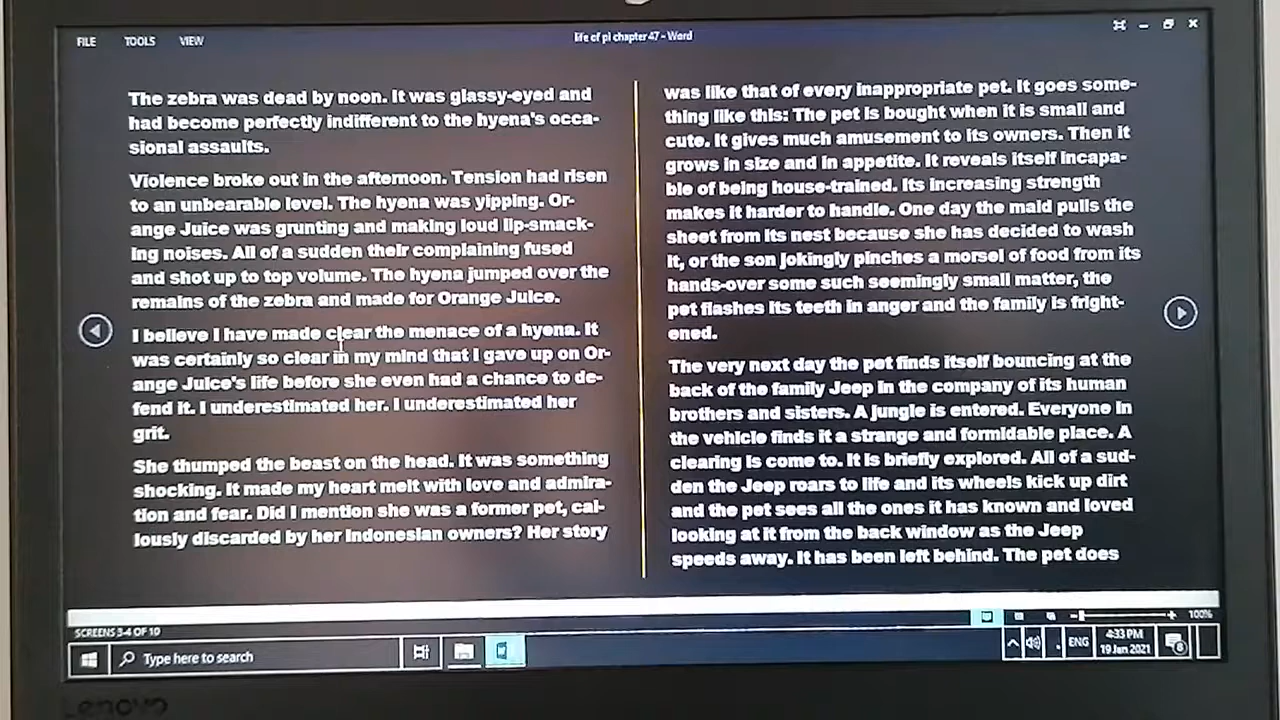 FILE TOOLS VIEW
life of pi chapter 47 - Word
The zebra was dead by noon. It was glassy-eyed and
had become perfectly indifferent to the hyena's occa-
sional assaults.
Violence broke out in the afternoon. Tension had risen
to an unbearable level. The hyena was yipping. Or-
ange Juice was grunting and making loud lip-smack-
ing noises. All of a sudden their complaining fused
and shot up to top volume. The hyena jumped over the
remains of the zebra and made for Orange Juice.
I believe I have made clear the menace of a hyena. It
was certainly so clear in my mind that I gave up on Or-
ange Juice's life before she even had a chance to de-
fend it. I underestimated her. I underestimated her
grit.
She thumped the beast on the head. It was something
shocking. It made my heart melt with love and admira-
tion and fear. Did I mention she was a former pet, cal-
lously discarded by her Indonesian owners? Her story
was like that of every inappropriate pet. It goes some-
thing like this: The pet is bought when it is small and
cute. It gives much amusement to its owners. Then it
grows in size and in appetite. It reveals itself incapa-
ble of being house-trained. Its increasing strength
makes it harder to handle. One day the maid pulls the
sheet from its nest because she has decided to wash
it, or the son jokingly pinches a morsel of food from its
hands-over some such seemingly small matter, the
pet flashes its teeth in anger and the family is fright-
ened.
The very next day the pet finds itself bouncing at the
back of the family Jeep in the company of its human
brothers and sisters. A jungle is entered. Everyone in
the vehicle finds it a strange and formidable place. A
clearing is come to. It is briefly explored. All of a sud-
den the Jeep roars to life and its wheels kick up dirt
and the pet sees all the ones it has known and loved
looking at it from the back window as the Jeep
speeds away. It has been left behind. The pet does
SCREENS 3-4 OF 10
100%
Type here to search
ENG
4:33 PM
19 Jan 2021
8
Lenovo